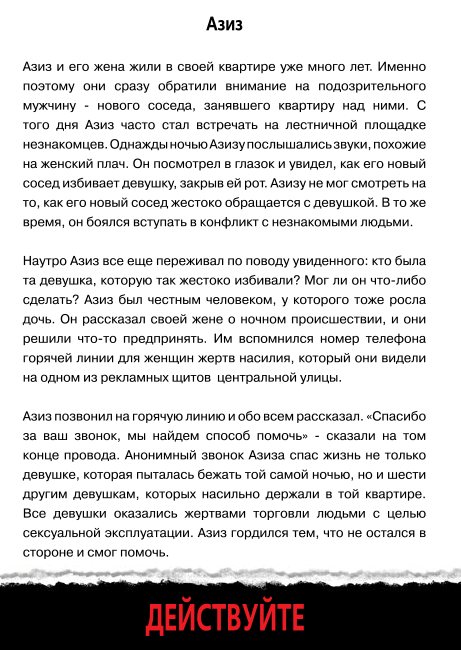 Азиз
Азиз и его жена жили в своей квартире уже много лет. Именно
поэтому они сразу обратили внимание на подозрительного
мужчину - нового соседа, занявшего квартиру над ними. С
того дня Азиз часто стал встречать на лестничной площадке
незнакомцев. Однажды ночью Азизу послышались звуки, похожие
на женский плач. Он посмотрел в глазок и увидел, как его новый
сосед избивает девушку, закрыв ей рот. Азизу не мог смотреть на
то, как его новый сосед жестоко обращается с девушкой. В то же
время, он боялся вступать в конфликт с незнакомыми людьми.
Наутро Азиз все еще переживал по поводу увиденного: кто была
та девушка, которую так жестоко избивали? Мог ли он что-либо
сделать? Азиз был честным человеком, у которого тоже росла
дочь. Он рассказал своей жене о ночном происшествии, и они
решили что-то предпринять. Им вспомнился номер телефона
горячей линии для женщин жертв насилия, который они видели
на одном из рекламных щитов центральной улицы.
Азиз позвонил на горячую линию и обо всем рассказал. «Спасибо
за ваш звонок, мы найдем способ помочь» - сказали на том
конце провода. Анонимный звонок Азиза спас жизнь не только
девушке, которая пыталась бежать той самой ночью, но и шести
другим девушкам, которых насильно держали в той квартире.
Все девушки оказались жертвами торговли людьми с целью
сексуальной эксплуатации. Азиз гордился тем, что не остался в
стороне и смог помочь.
ДЕЙСТВУЙТЕ